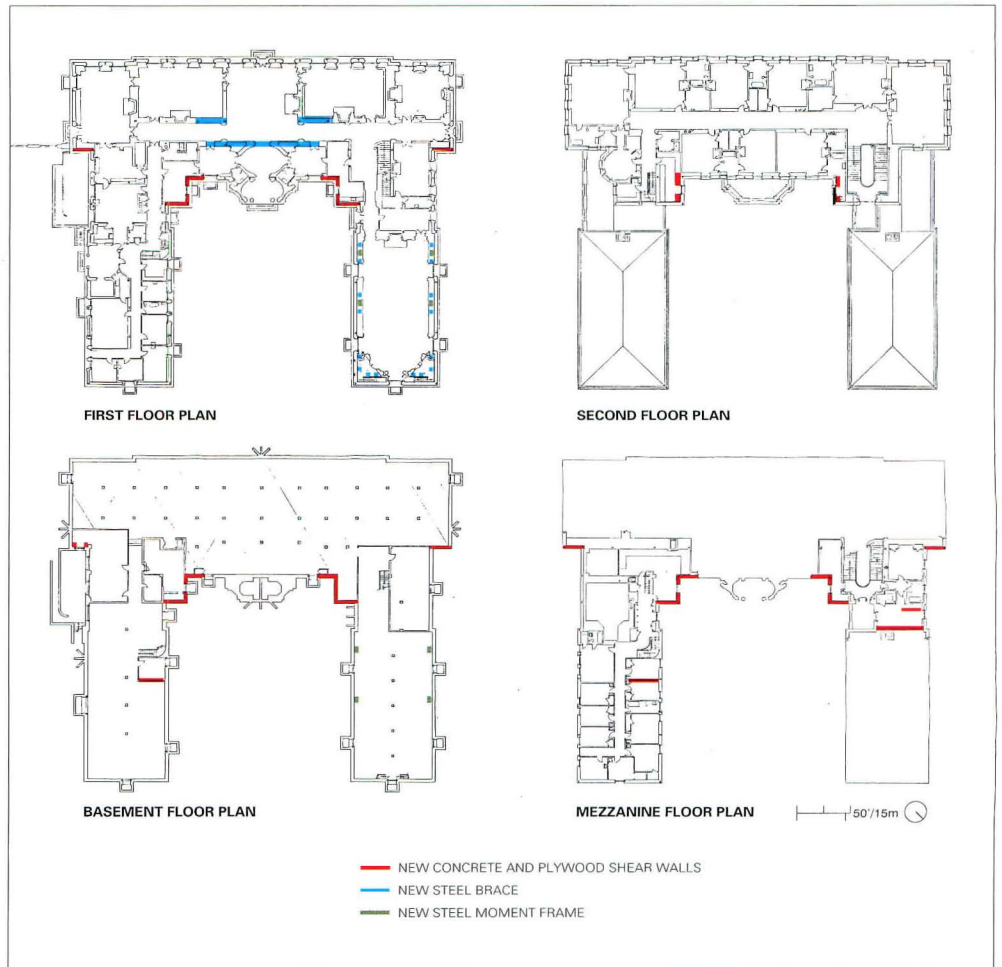 FIRST FLOOR PLAN
SECOND FLOOR PLAN
BASEMENT FLOOR PLAN
MEZZANINE FLOOR PLAN
50'/15m
NEW CONCRETE AND PLYWOOD SHEAR WALLS
NEW STEEL BRACE
NEW STEEL MOMENT FRAME